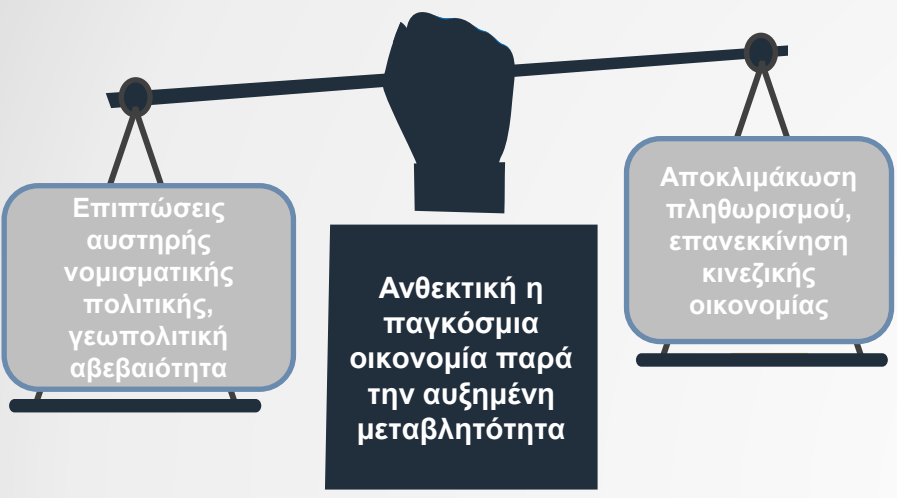 Επιπτώσεις
αυστηρής
νομισματικής
πολιτικής,
γεωπολιτική
αβεβαιότητα
Ανθεκτική η
παγκόσμια
οικονομία παρά
την αυξημένη
μεταβλητότητα
Αποκλιμάκωση
πληθωρισμού,
επανεκκίνηση
κινεζικής
οικονομίας